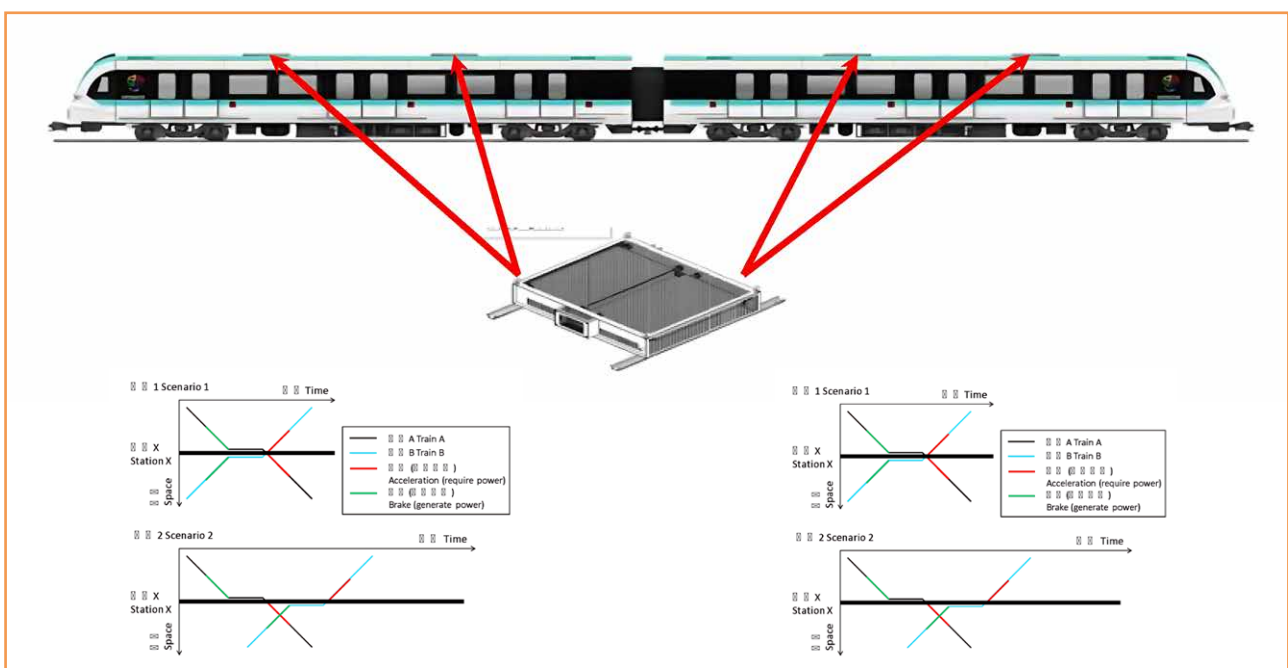 1 Scenario 1
Time
X
Station X
Space
A Train A
B Train B
Acceleration (require power)
Brake (generate power)
2 Scenario 2
Time
X
Station X
Space
1 Scenario 1
Time
X
Station X
Space
A Train A
B Train B
Acceleration (require power)
Brake (generate power)
2 Scenario 2
Time
X
Station X
Space